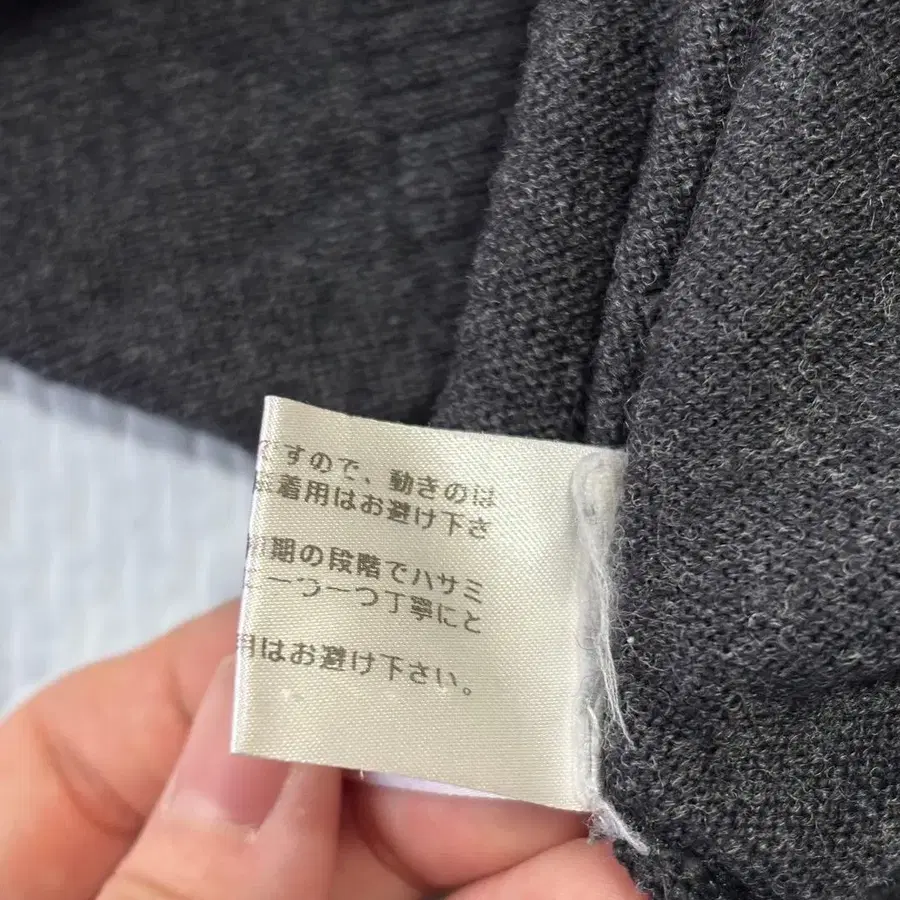 すので、動きのは
着用はお避け下さ
期の段階でハサミ
一つ一つ丁寧にと
用はお避け下さい。